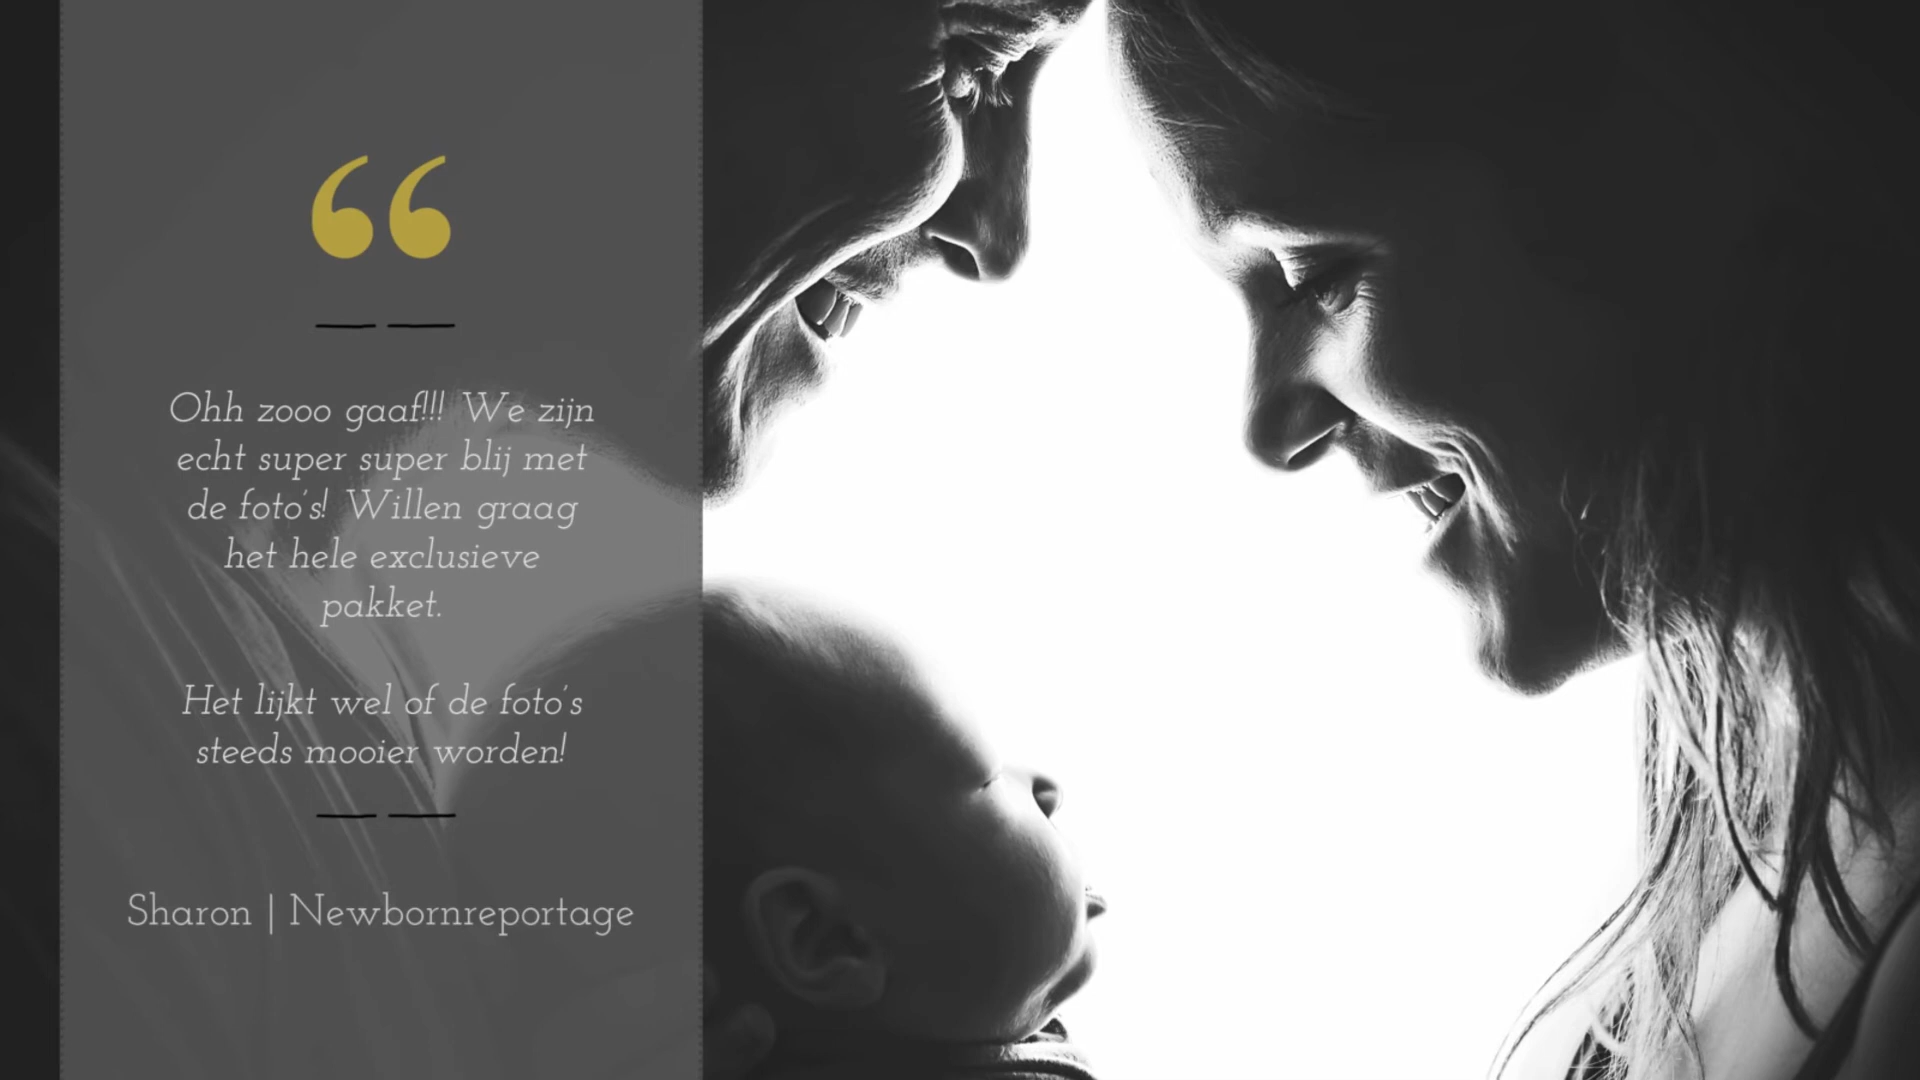 “
Ohh zooo gaaf!!! We zijn
echt super super blij met
de foto's! Willen graag
het hele exclusieve
pakket.
Het lijkt wel of de foto's
steeds mooier worden!
Sharon | Newbornreportage